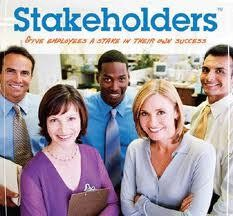 Stakeholders™
GIVE EMPLOYEES A STAKE IN THEIR OWN SUCCESS